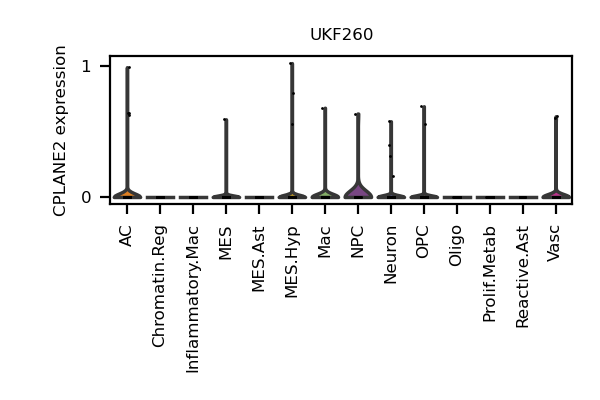 UKF260
CPLANE2 expression
1
0
AC
Chromatin.Reg
Inflammatory.Mac
MES
MES.Ast
MES.Hyp
Mac
NPC
Neuron
OPC
Oligo
Prolif.Metab
Reactive.Ast
Vasc